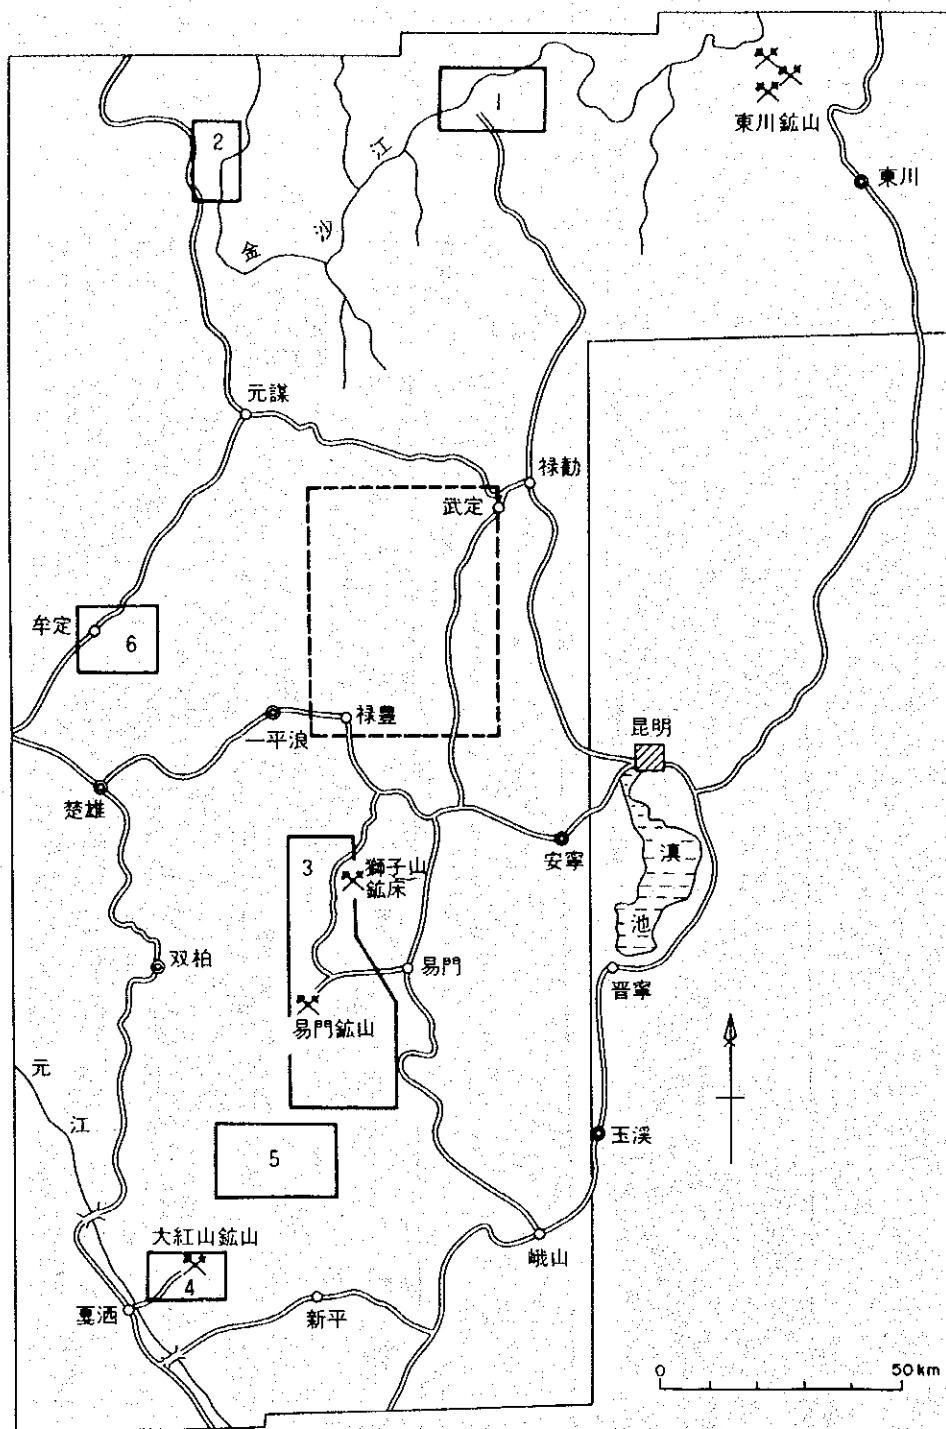 1
2
江
沙
金
東川鉱山
東川
元謀
禄勧
武定
牟定
6
一平浪
禄豊
昆明
楚雄
安寧
滇
池
3
獅子山
鉱床
双柏
易門
晋寧
易門鉱山
元
江
玉溪
5
大紅山鉱山
4
峨山
戛洒
新平
0
50km